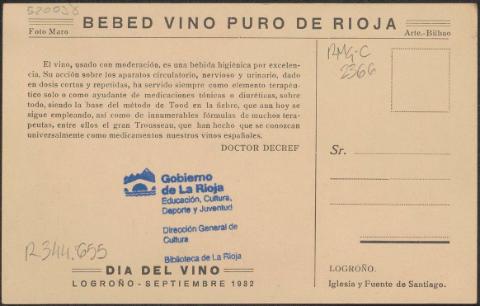 520058
BEBED VINO PURO DE RIOJA
Foto Muro
Arte.-Bilbao
RMG-C
2366
El vino, usado con moderación, es una bebida higiénica por excelen-
cia. Su acción sobre los aparatos circulatorio, nervioso y urinario, dado
en dosis cortas y repetidas, ha servido siempre como elemento terapéu-
tico solo o como ayudante de medicaciones tónicas o diuréticas, sobre
todo, siendo la base del método de Tood en la fiebre, que aun hoy se
sigue empleando, así como de innumerables fórmulas de muchos tera-
peutas, entre ellos el gran Trousseau, que han hecho que se conozcan
universalmente como medicamentos nuestros vinos españoles.
DOCTOR DECREF
Sr.
Gobierno
de La Rioja
Educación, Cultura,
Deporte y Juventud
Dirección General de
Cultura
Biblioteca de La Rioja
R.344.655
DIA DEL VINO
LOGROÑO - SEPTIEMBRE 1982
LOGROÑO.
Iglesia y Fuente de Santiago.